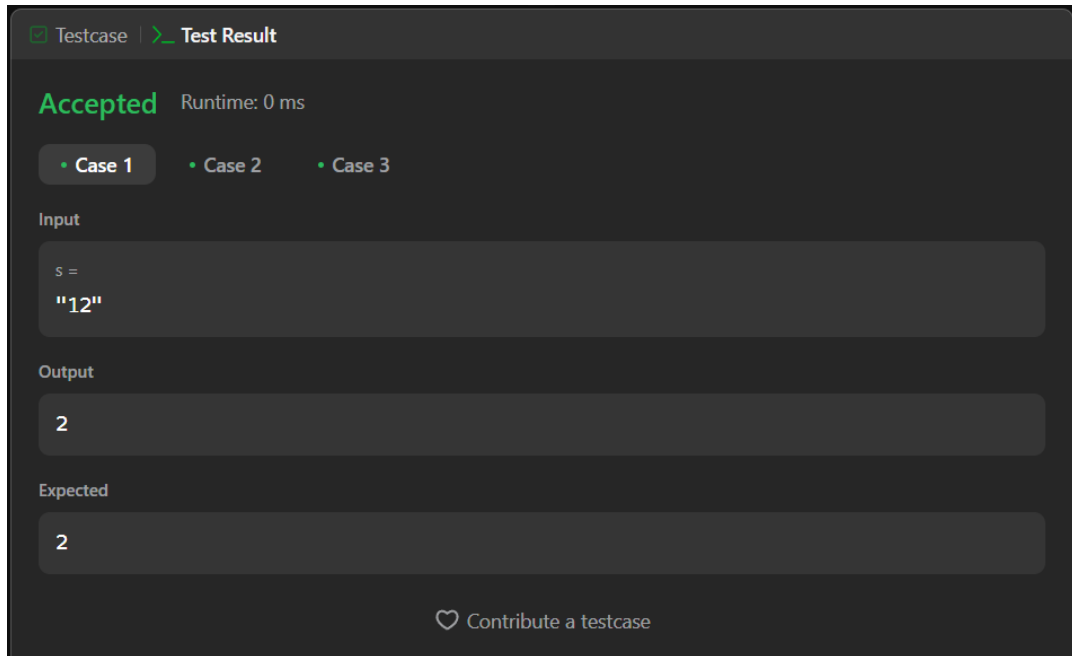 Testcase | >_ Test Result
Accepted Runtime: 0 ms
• Case 1 • Case 2 • Case 3
Input
s =
"12"
Output
2
Expected
2
Contribute a testcase